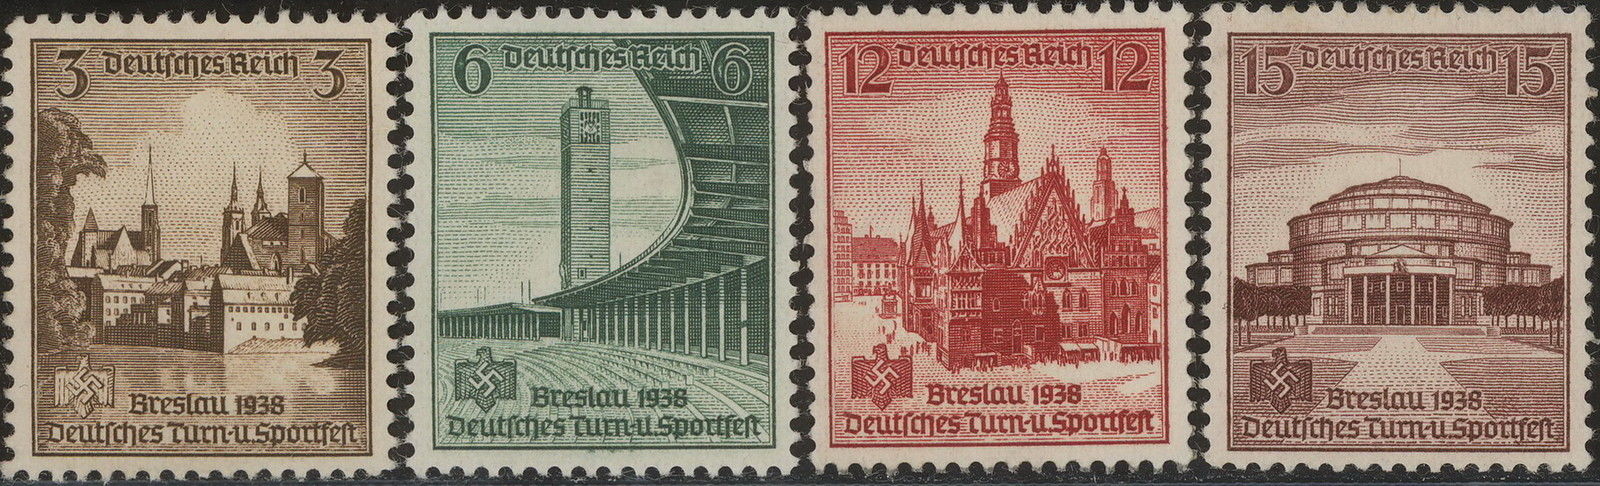 3 Deutsches Reich 3
Breslau 1938
Deutsches Turn-u.Sportfest
6 Deutsches Reich 6
Breslau 1938
Deutsches Turn-u.Sportfest
12 Deutsches Reich 12
Breslau 1938
Deutsches Turn-u.Sportfest
15 Deutsches Reich 15
Breslau 1938
Deutsches Turn-u.Sportfest